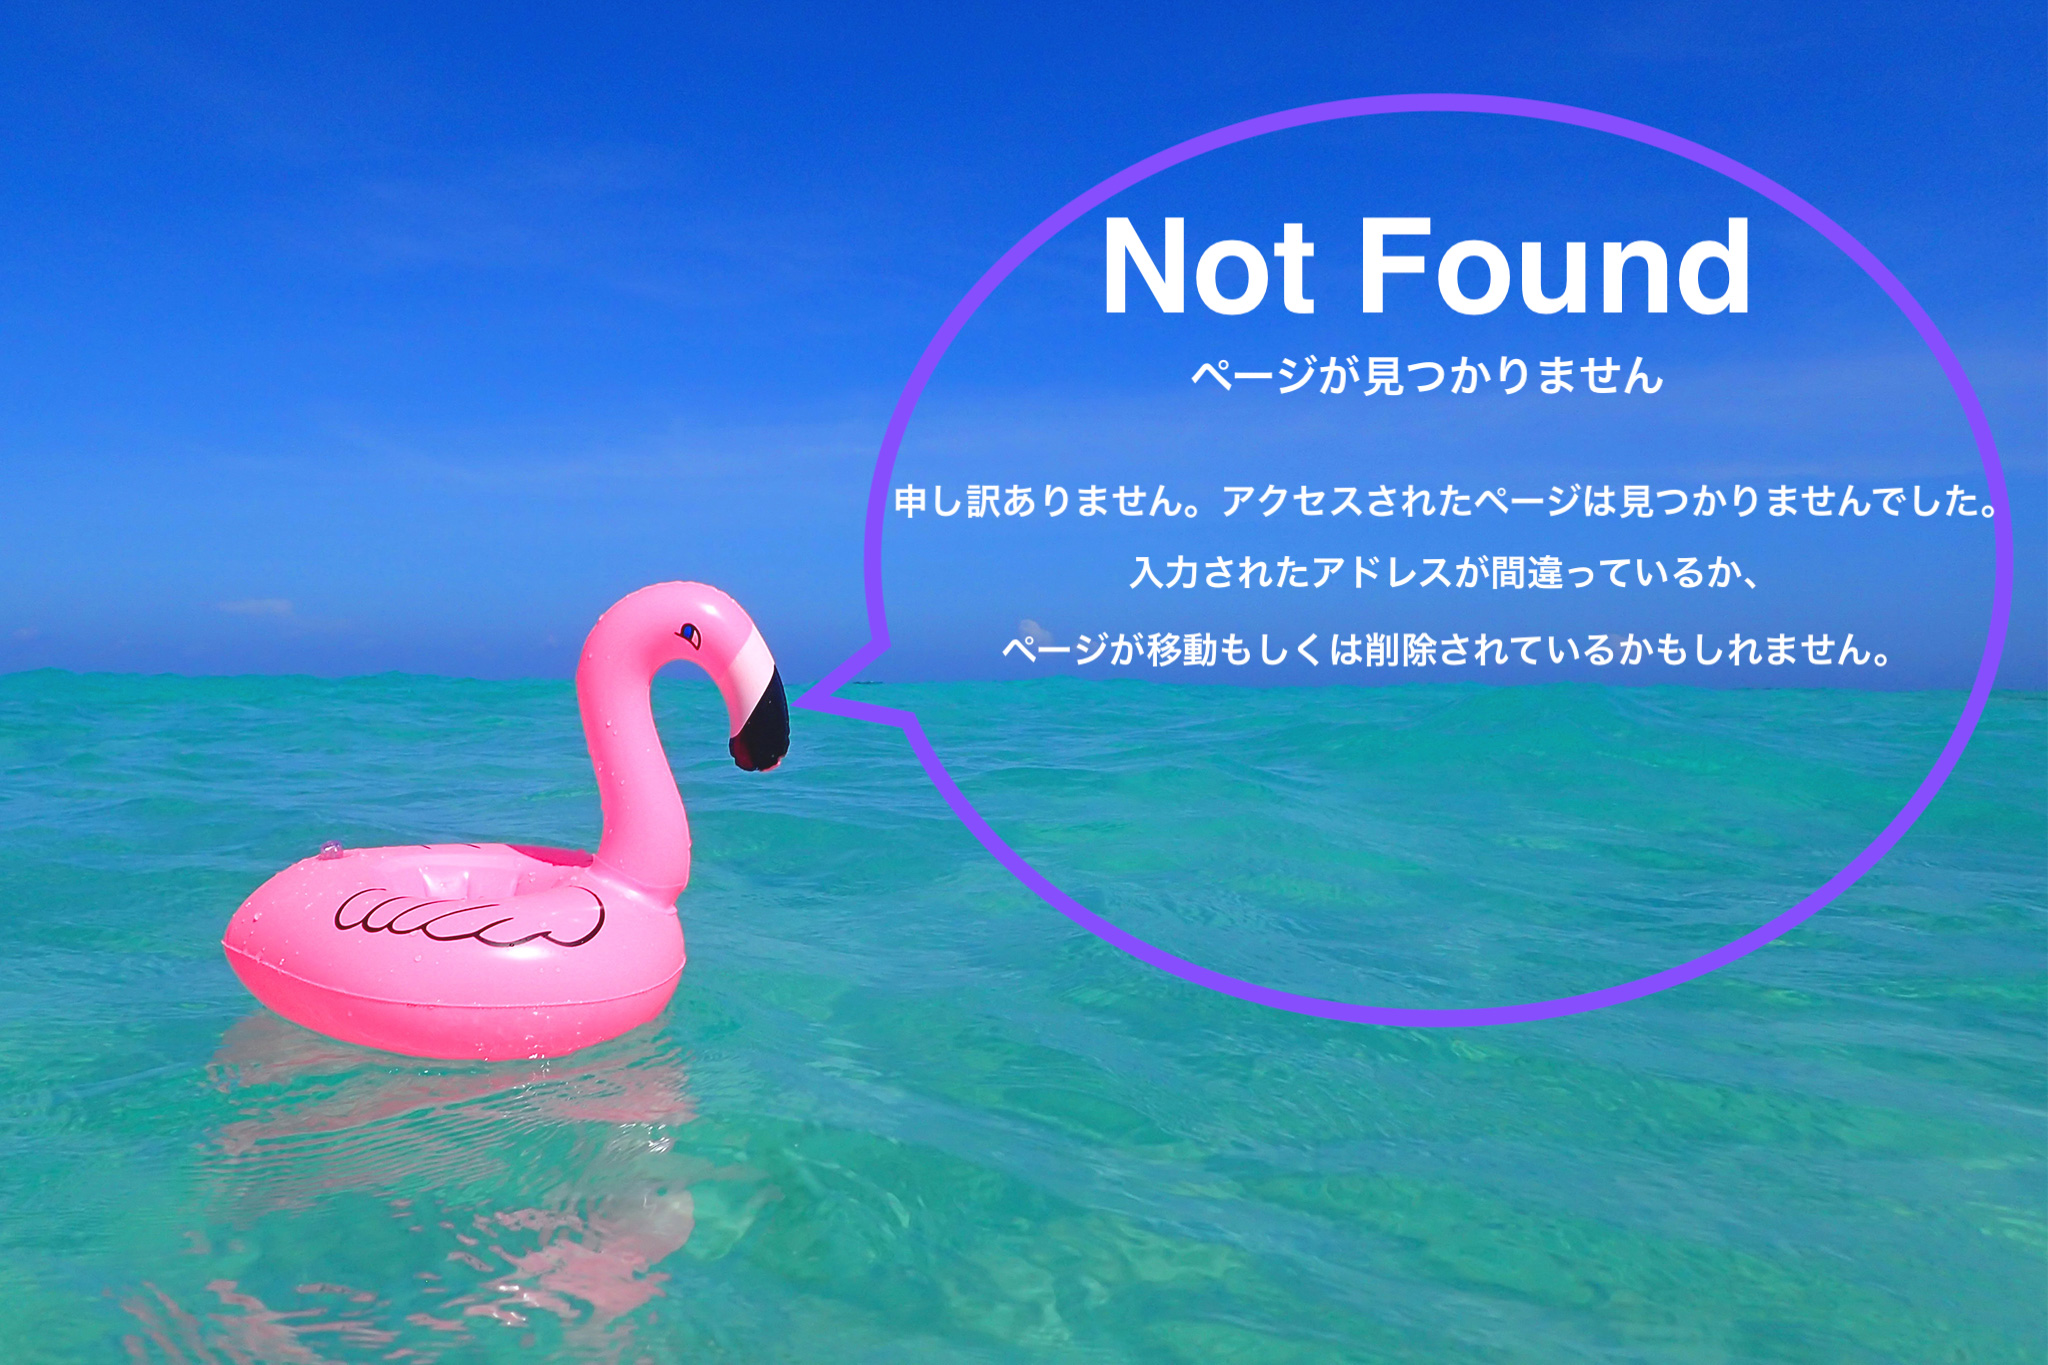 Not Found
ページが見つかりません
申し訳ありません。アクセスされたページは見つかりませんでした。
入力されたアドレスが間違っているか、
ページが移動もしくは削除されているかもしれません。